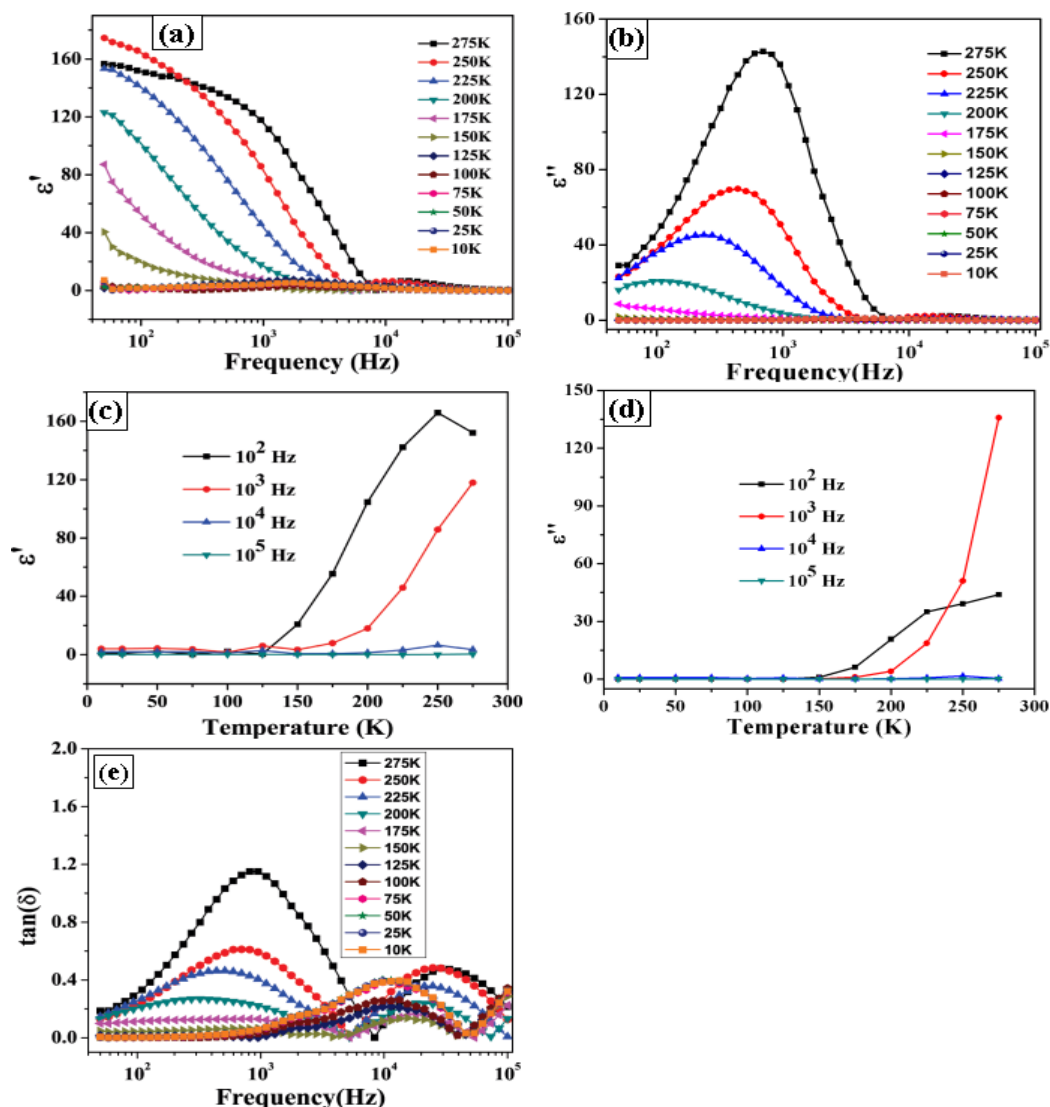 (a)
160
120
80
40
0
ε'
275K
250K
225K
200K
175K
150K
125K
100K
75K
50K
25K
10K
10²
10³
10⁴
10⁵
Frequency (Hz)
(b)
160
120
80
40
0
ε''
275K
250K
225K
200K
175K
150K
125K
100K
75K
50K
25K
10K
10²
10³
10⁴
10⁵
Frequency(Hz)
(c)
160
120
80
40
0
ε'
10² Hz
10³ Hz
10⁴ Hz
10⁵ Hz
0 50 100 150 200 250 300
Temperature (K)
(d)
150
120
90
60
30
0
ε''
10² Hz
10³ Hz
10⁴ Hz
10⁵ Hz
0 50 100 150 200 250 300
Temperature (K)
(e)
2.0
1.6
1.2
0.8
0.4
0.0
tan(δ)
275K
250K
225K
200K
175K
150K
125K
100K
75K
50K
25K
10K
10²
10³
10⁴
10⁵
Frequency(Hz)